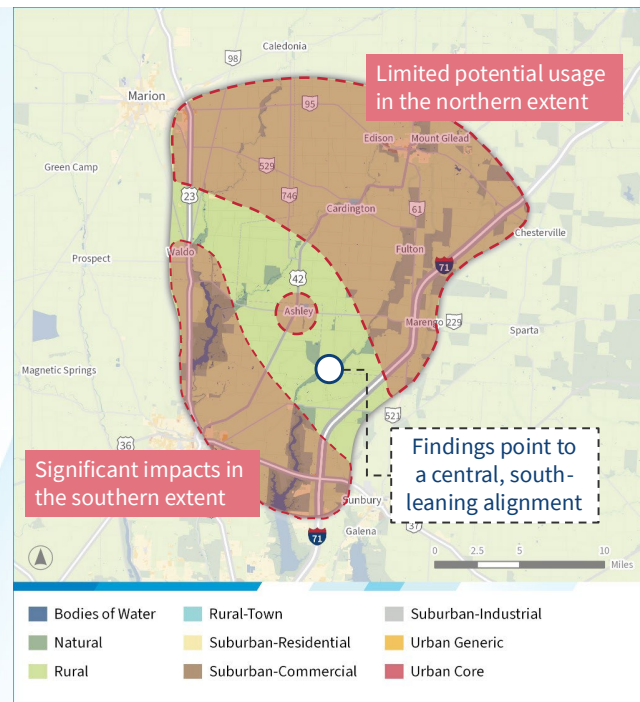 Caledonia
98
Limited potential usage
in the northern extent
Marion
95
Edison
Mount Gilead
529
Green Camp
746
23
Cardington
61
Chesterville
Waldo
Fulton
Prospect
71
42
Ashley
Marengo
229
Sparta
Magnetic Springs
521
36
Findings point to
a central, south-
leaning alignment
Significant impacts in
the southern extent
Sunbury
37
Galena
71
0
2.5
5
10
Miles
Bodies of Water
Rural-Town
Suburban-Industrial
Natural
Suburban-Residential
Urban Generic
Rural
Suburban-Commercial
Urban Core